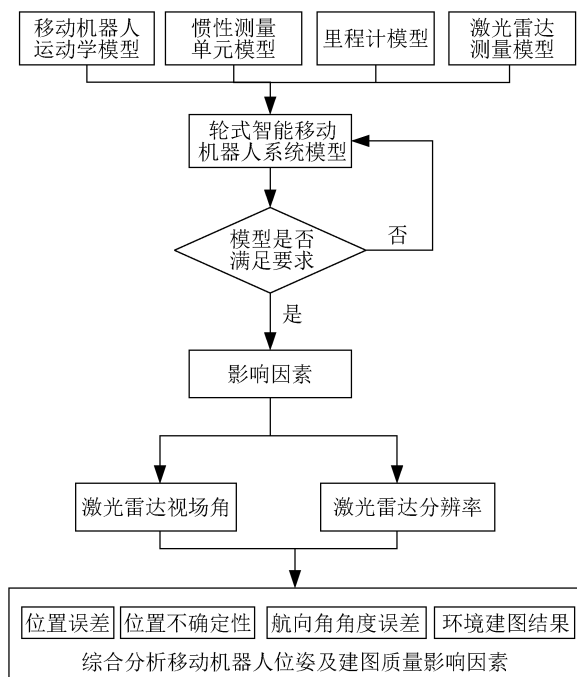 移动机器人
运动学模型
惯性测量
单元模型
里程计模型
激光雷达
测量模型
轮式智能移动
机器人系统模型
模型是否
满足要求
否
是
影响因素
激光雷达视场角
激光雷达分辨率
位置误差
位置不确定性
航向角角度误差
环境建图结果
综合分析移动机器人位姿及建图质量影响因素